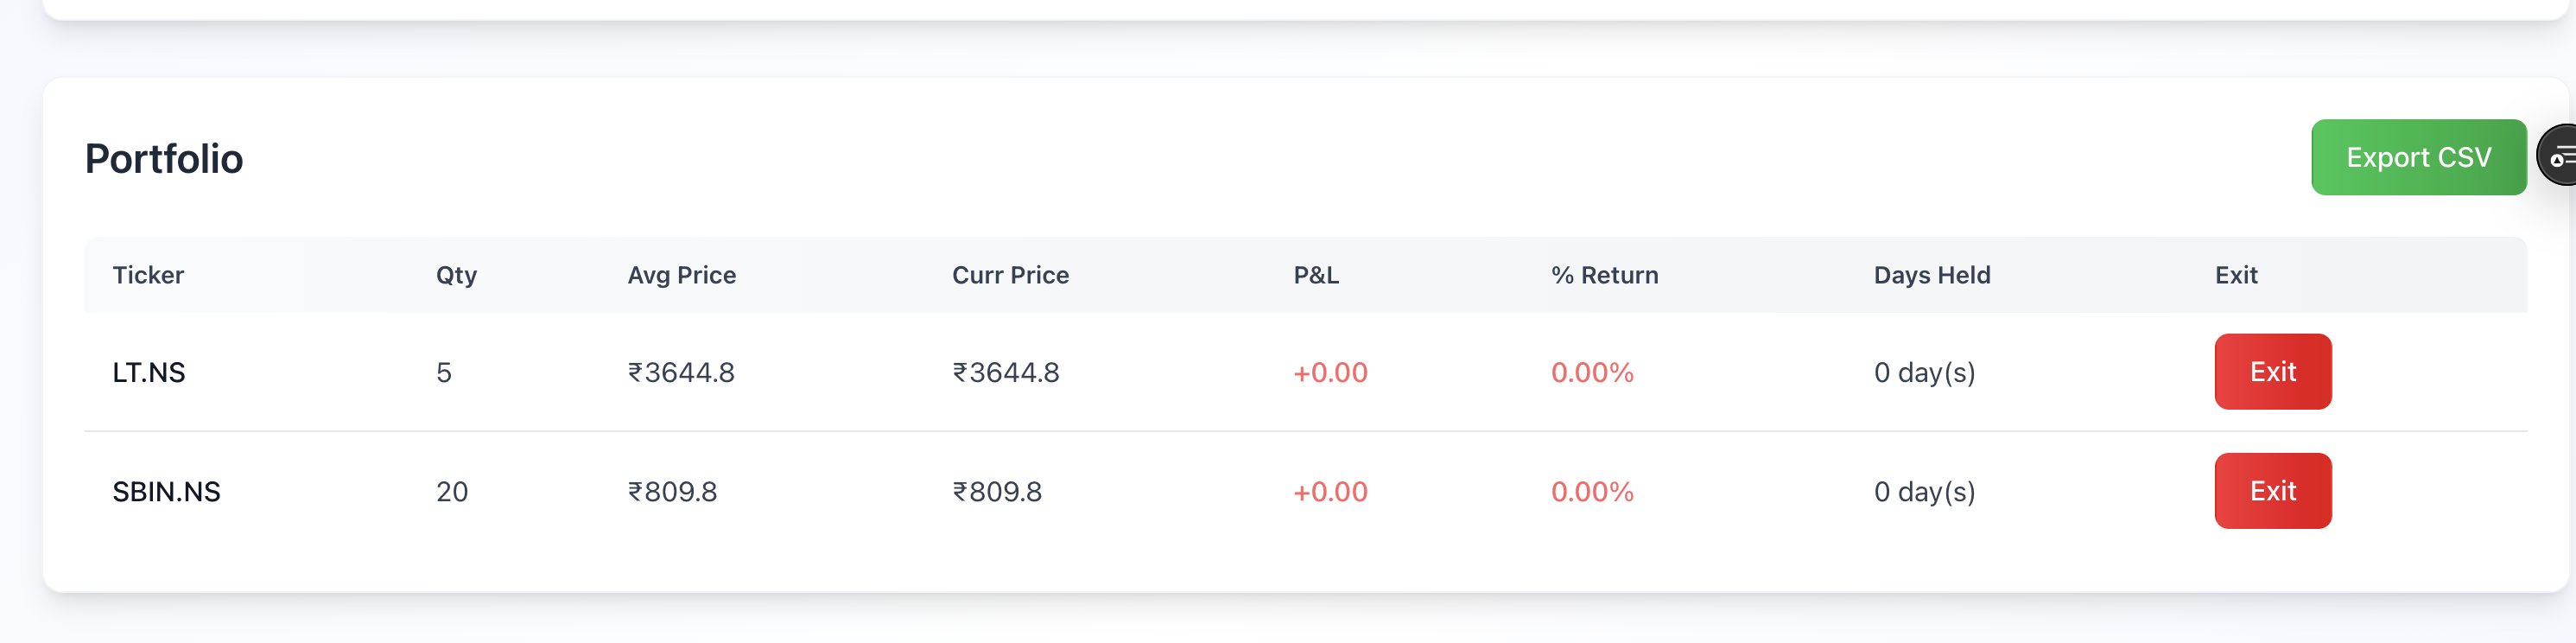 Portfolio
Export CSV
Ticker Qty Avg Price Curr Price P&L % Return Days Held Exit
LT.NS 5 ₹3644.8 ₹3644.8 +0.00 0.00% 0 day(s) Exit
SBIN.NS 20 ₹809.8 ₹809.8 +0.00 0.00% 0 day(s) Exit